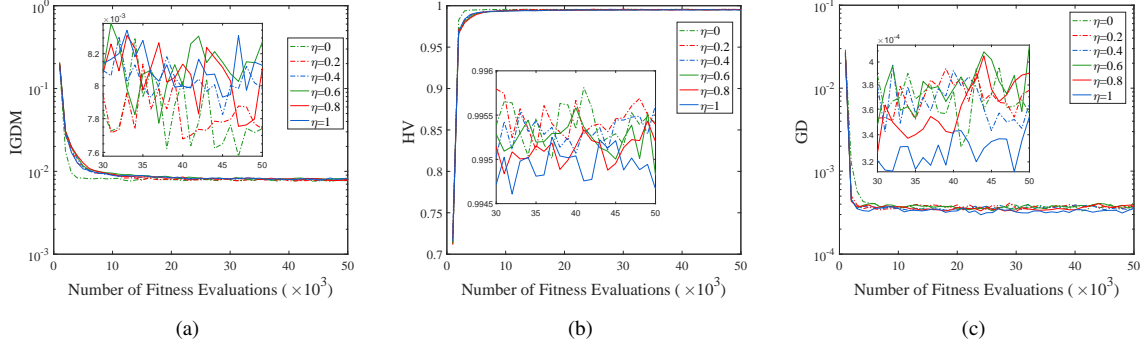 10^0
10^-1
10^-2
10^-3
IGDM
0
10
20
30
40
50
Number of Fitness Evaluations (×10^3)
8.2
8
7.8
7.6
×10^-3
30
35
40
45
50
η=0
η=0.2
η=0.4
η=0.6
η=0.8
η=1
(a)
1
0.95
0.9
0.85
0.8
0.75
0.7
HV
0
10
20
30
40
50
Number of Fitness Evaluations (×10^3)
0.996
0.9955
0.995
0.9945
30
35
40
45
50
η=0
η=0.2
η=0.4
η=0.6
η=0.8
η=1
(b)
10^-1
10^-2
10^-3
10^-4
GD
0
10
20
30
40
50
Number of Fitness Evaluations (×10^3)
×10^-4
4
3.8
3.6
3.4
3.2
30
35
40
45
50
η=0
η=0.2
η=0.4
η=0.6
η=0.8
η=1
(c)